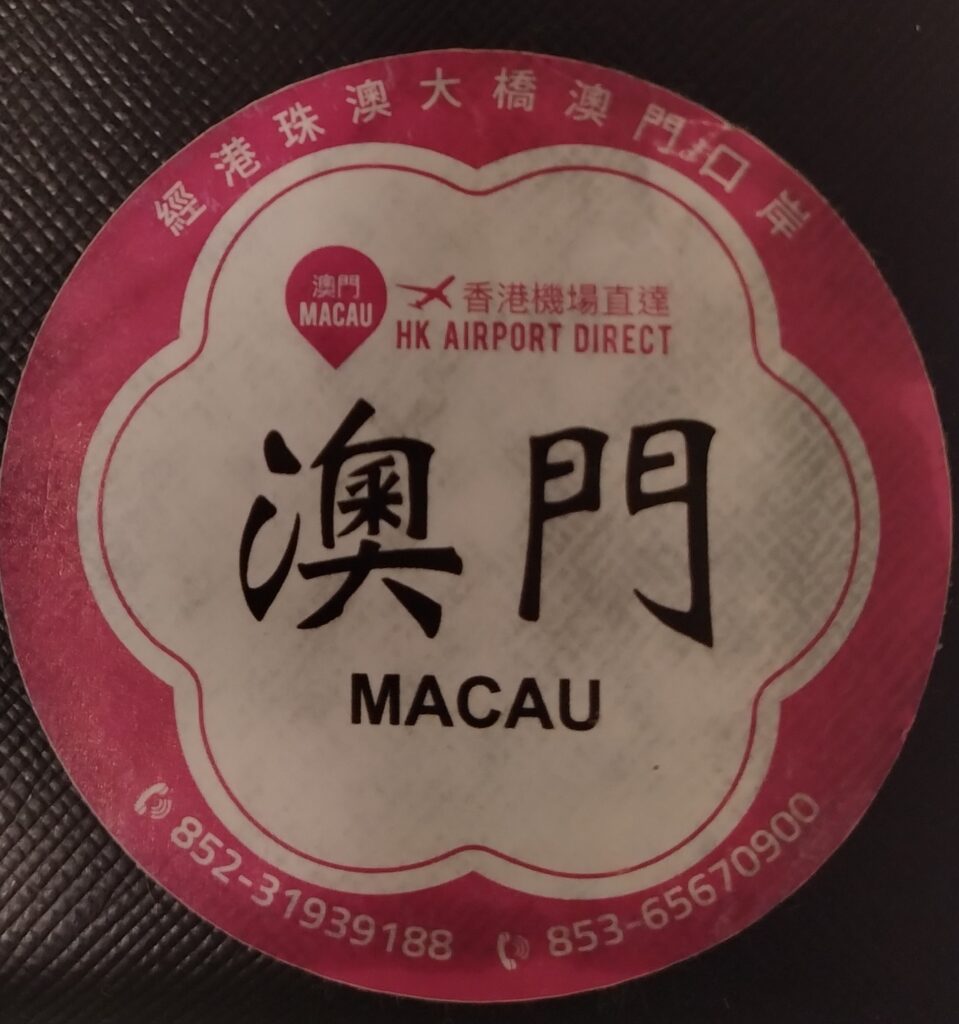 經港珠澳大橋澳門口岸
澳門
MACAU
香港機場直達
HK AIRPORT DIRECT
澳門
MACAU
852-31939188
853-65670900